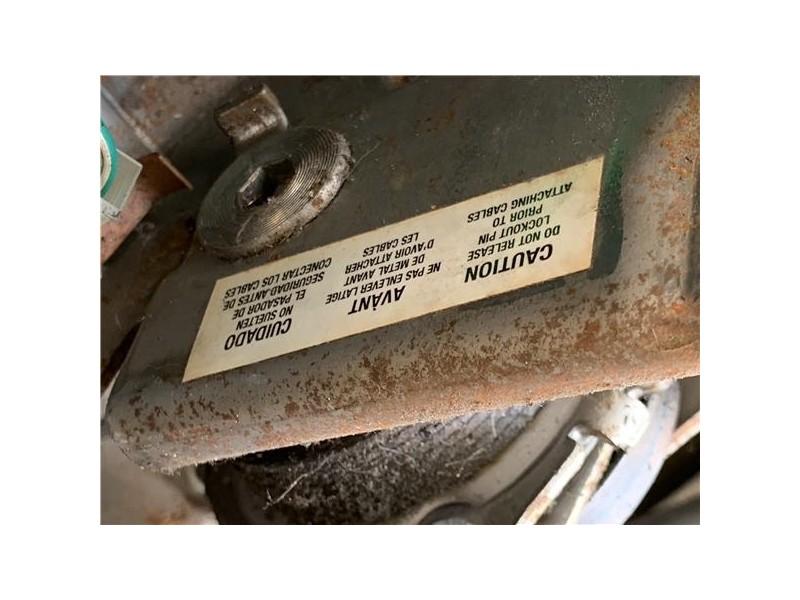 CAUTION
DO NOT RELEASE
LOCKOUT PIN
PRIOR TO
ATTACHING CABLES
AVÁNT
NE PAS ENLEVER LATIGE
DE METAL AVANT
D'AVOIR ATTACHER
LES CABLES
CUIDADO
NO SUELTEN
EL PASADOR DE
SEGURIDAD ANTES DE
CONECTAR LOS CABLES